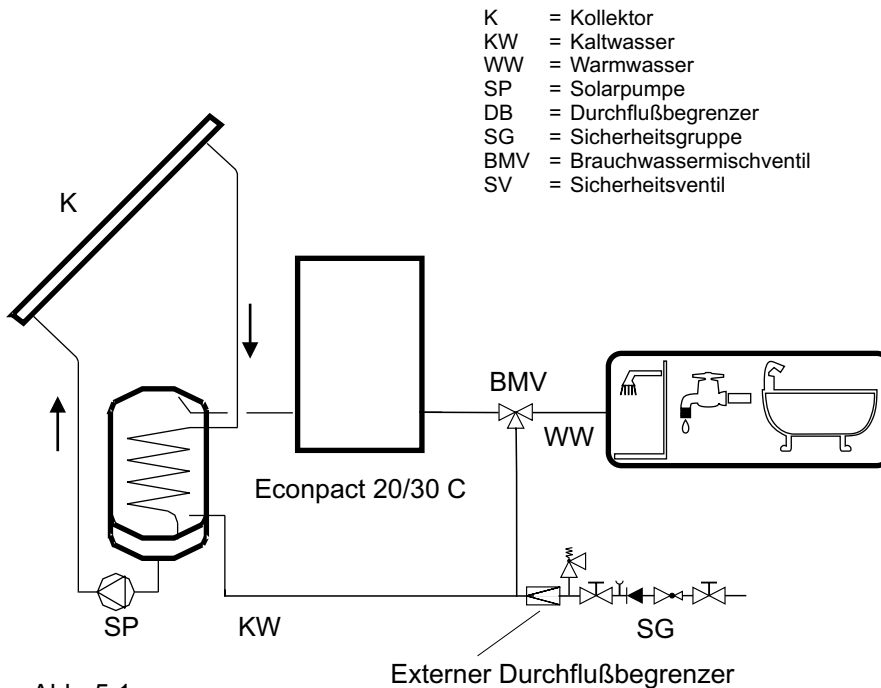 K = Kollektor
KW = Kaltwasser
WW = Warmwasser
SP = Solarpumpe
DB = Durchflußbegrenzer
SG = Sicherheitsgruppe
BMV = Brauchwassermischventil
SV = Sicherheitsventil
K
BMV
WW
Econpact 20/30 C
SP
KW
SG
Externer Durchflußbegrenzer